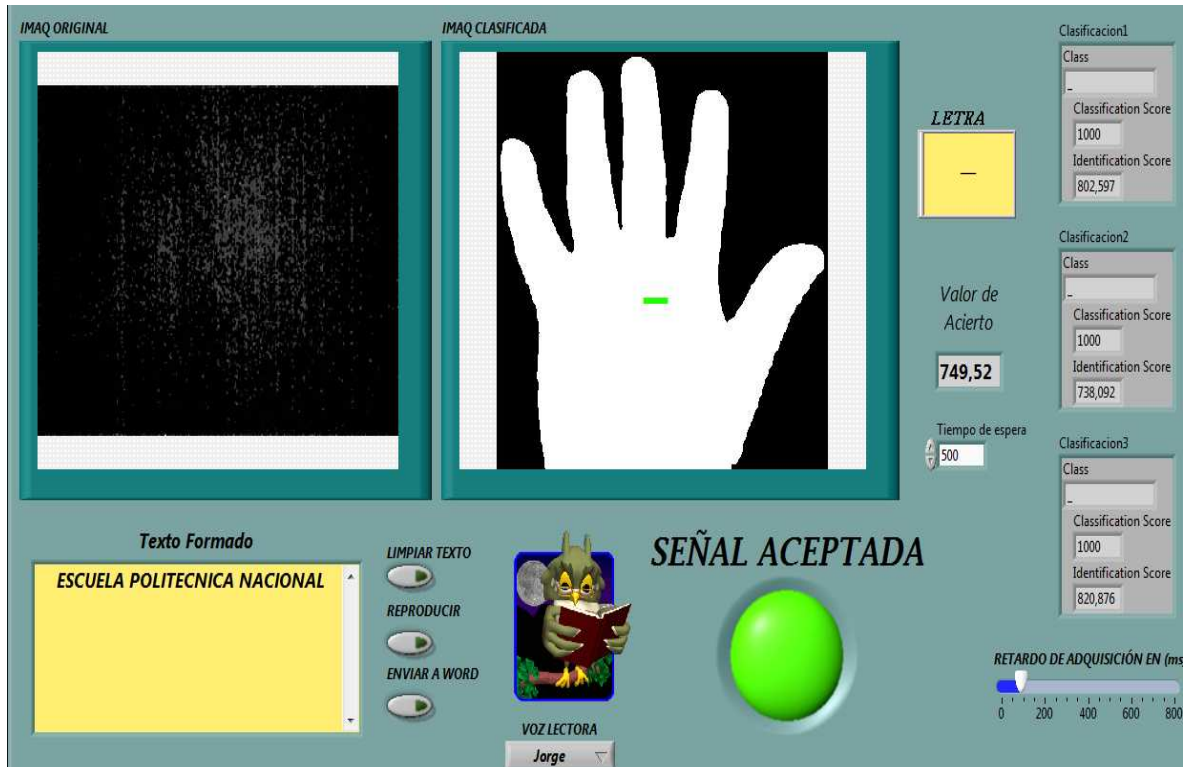 IMAQ ORIGINAL
IMAQ CLASIFICADA
LETRA
—
Valor de
Acierto
749,52
Tiempo de espera
500
Clasificacion1
Class
_
Classification Score
1000
Identification Score
802,597
Clasificacion2
Class
_
Classification Score
1000
Identification Score
738,092
Clasificacion3
Class
_
Classification Score
1000
Identification Score
820,876
Texto Formado
ESCUELA POLITECNICA NACIONAL
LIMPIAR TEXTO
REPRODUCIR
ENVIAR A WORD
VOZ LECTORA
Jorge
SEÑAL ACEPTADA
RETARDO DE ADQUISICIÓN EN (ms)
0 200 400 600 800